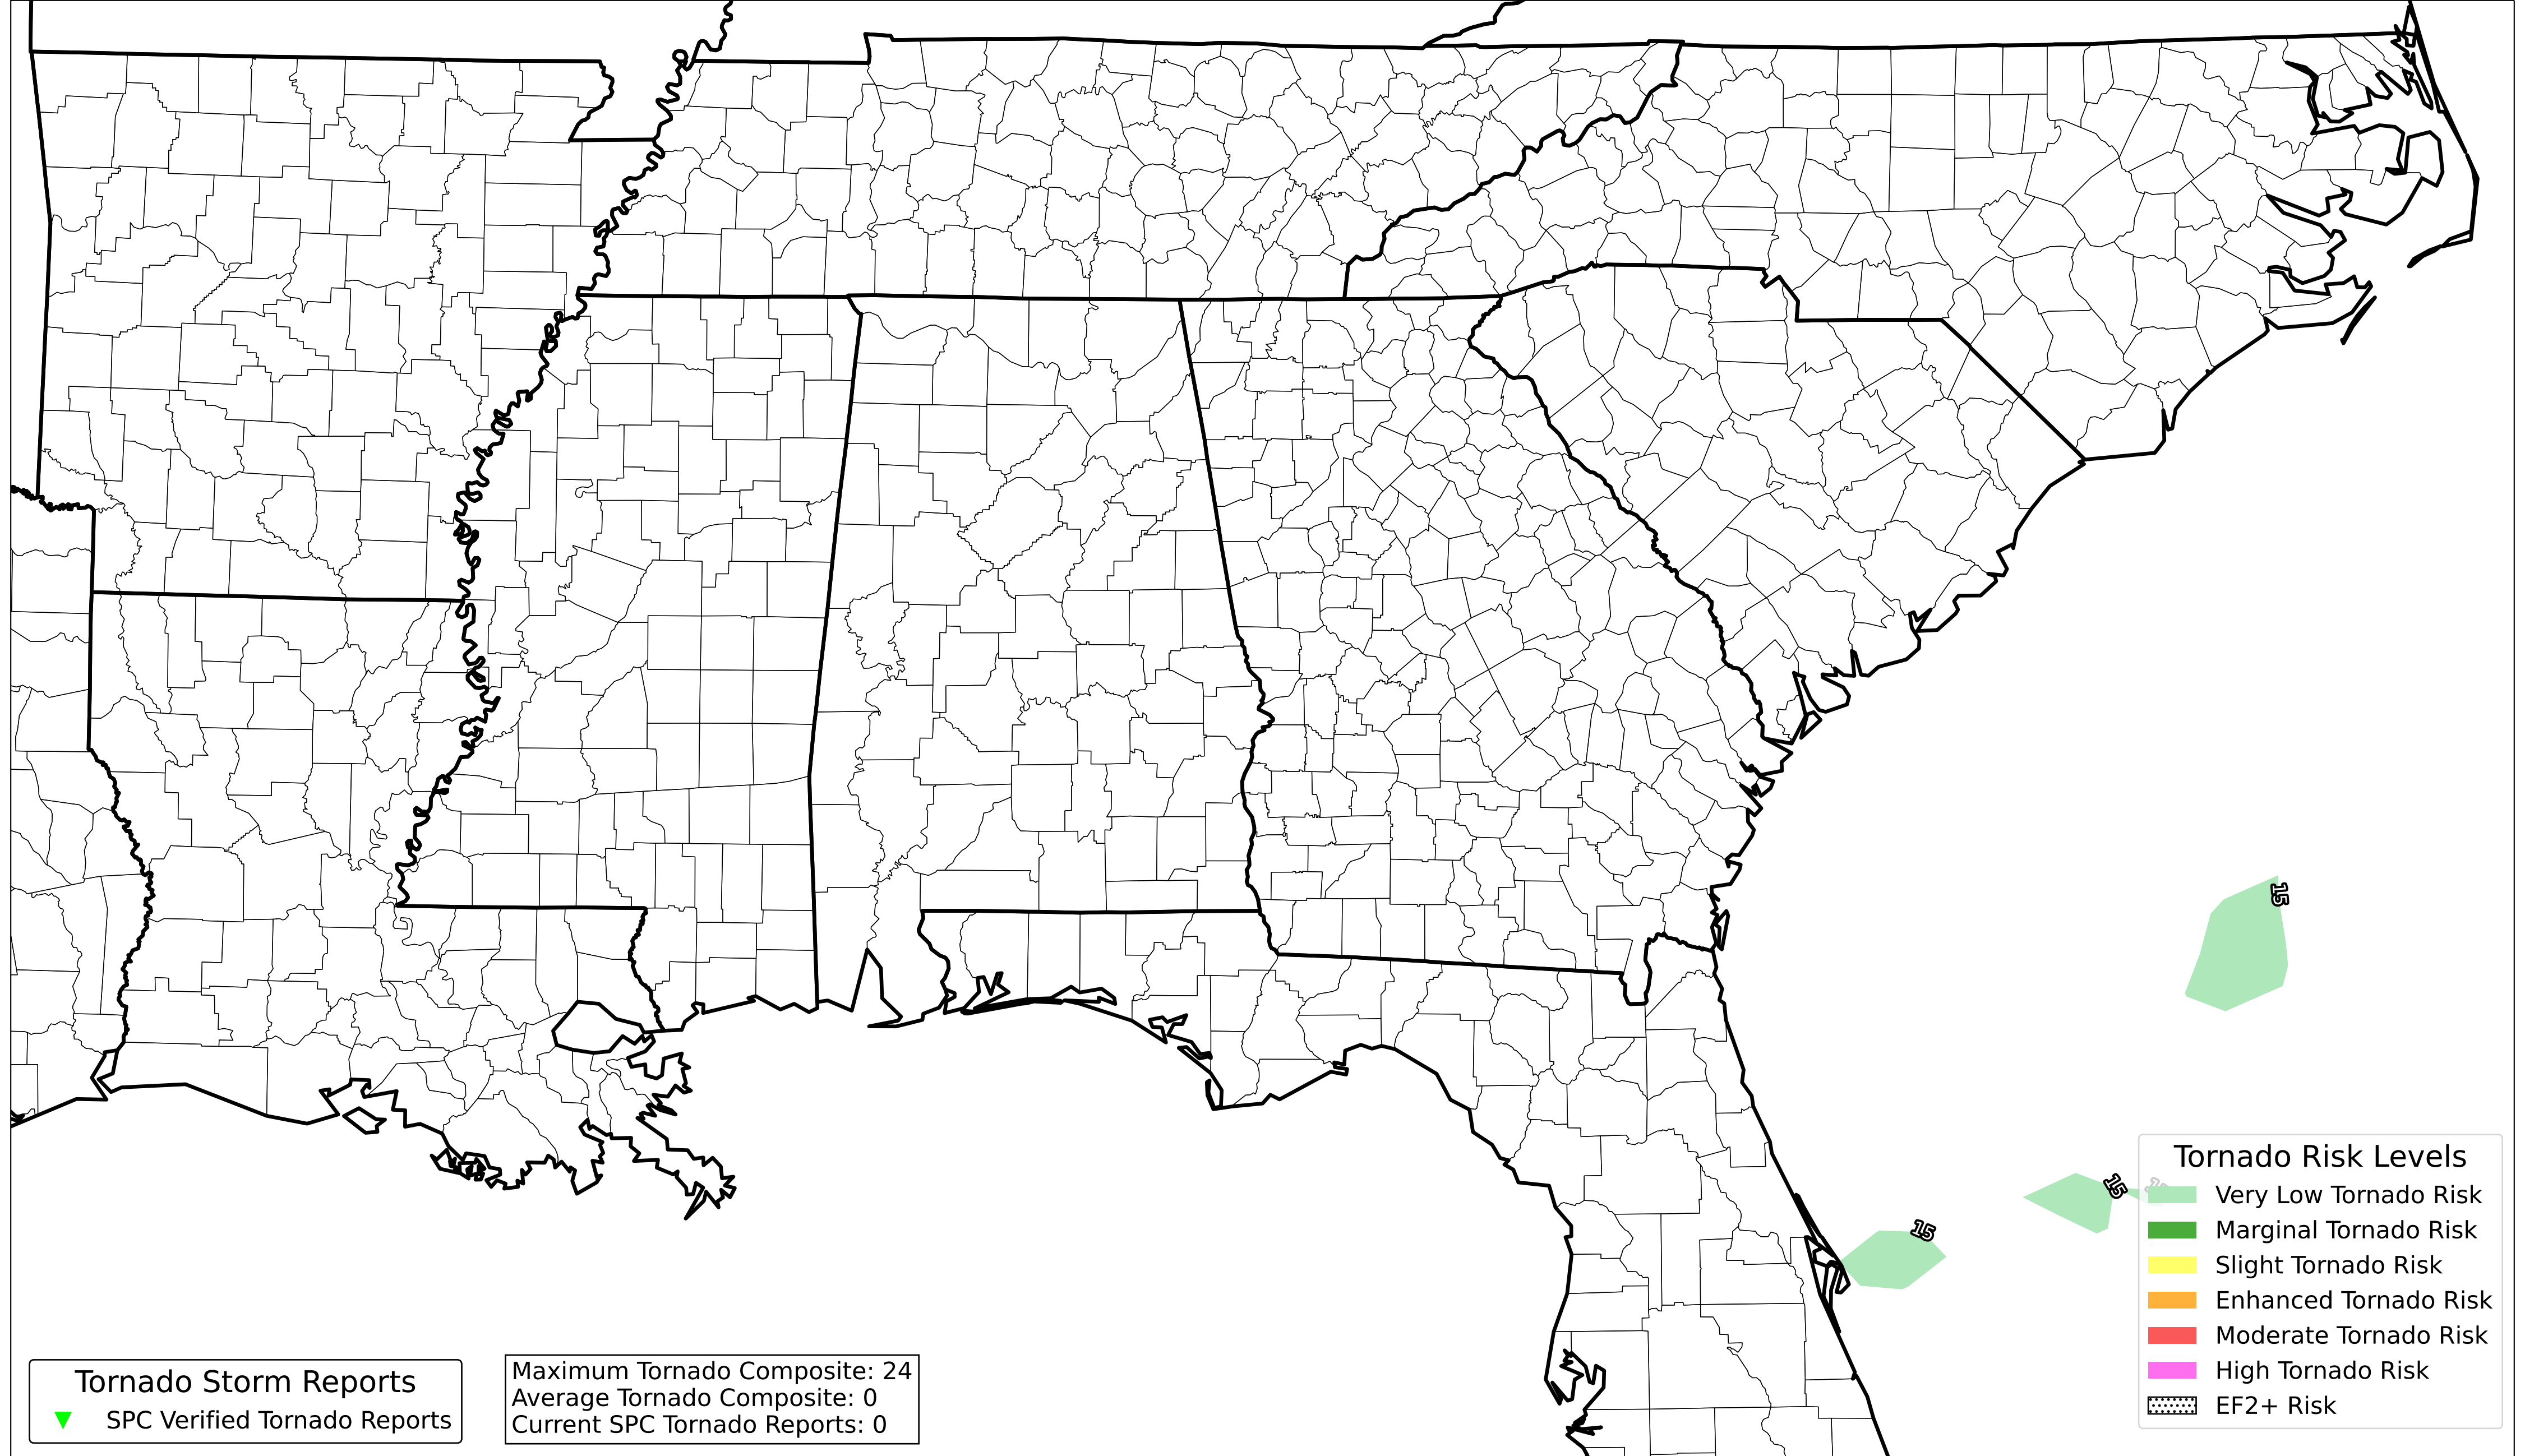 15
15
15
Tornado Risk Levels
Very Low Tornado Risk
Marginal Tornado Risk
Slight Tornado Risk
Enhanced Tornado Risk
Moderate Tornado Risk
High Tornado Risk
EF2+ Risk
Tornado Storm Reports
SPC Verified Tornado Reports
Maximum Tornado Composite: 24
Average Tornado Composite: 0
Current SPC Tornado Reports: 0